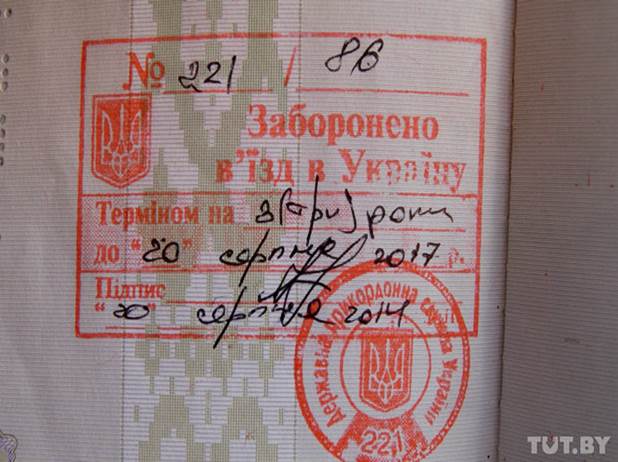 № 221 / 86
Заборонено
в'їзд в Україну
Терміном на 3(три) роки
до "20" серпня 2017 р.
Підпис
"20" серпня 2014
Державна прикордонна служба України
221
TUT.BY